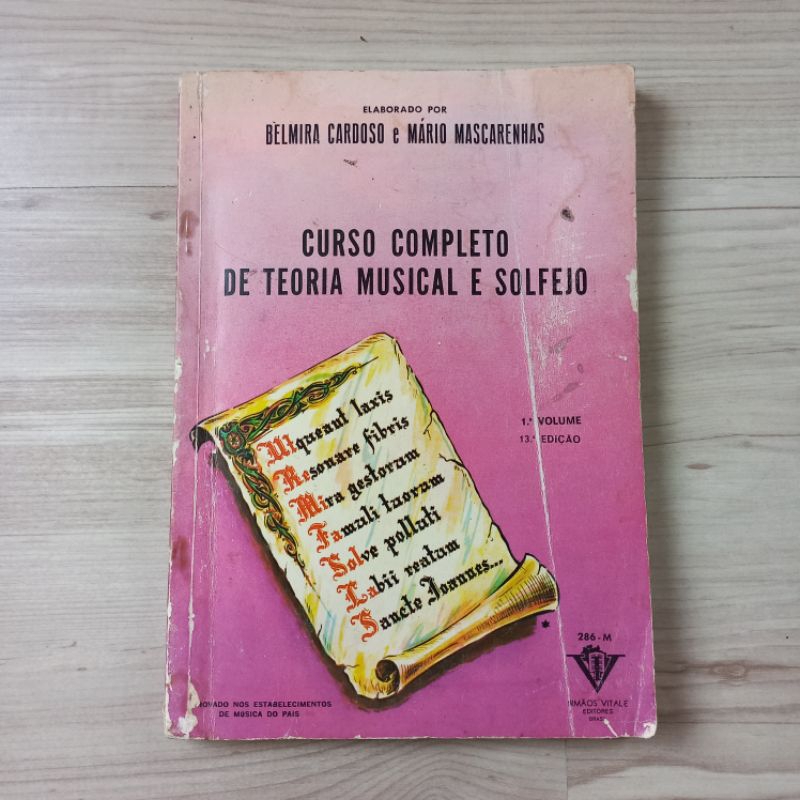 ELABORADO POR
BELMIRA CARDOSO e MÁRIO MASCARENHAS
CURSO COMPLETO
DE TEORIA MUSICAL E SOLFEJO
1.º VOLUME
13.ª EDIÇÃO
Utqueant laxis
Resonare fibris
Mira gestorum
Famuli tuorum
Solve polluti
Labii reatum
Sancte Joannes...
286-M
IRMÃOS VITALE
EDITORES
NOS ESTABELECIMENTOS
DE MÚSICA DO PAÍS